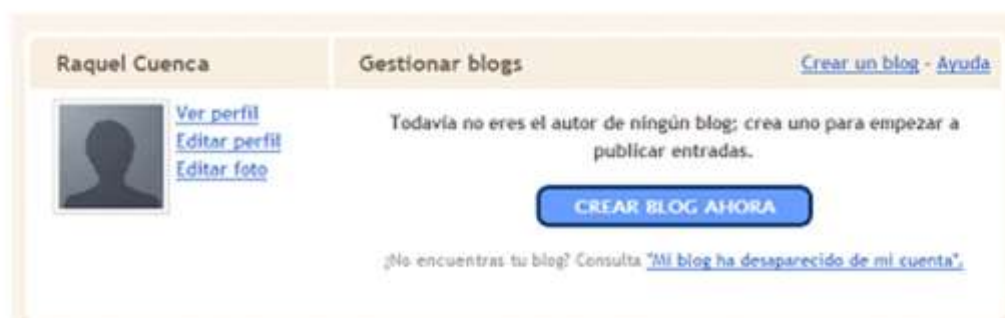 Raquel Cuenca
Gestionar blogs
Crear un blog - Ayuda
Ver perfil
Editar perfil
Editar foto
Todavía no eres el autor de ningún blog; crea uno para empezar a
publicar entradas.
CREAR BLOG AHORA
¿No encuentras tu blog? Consulta "Mi blog ha desaparecido de mi cuenta".